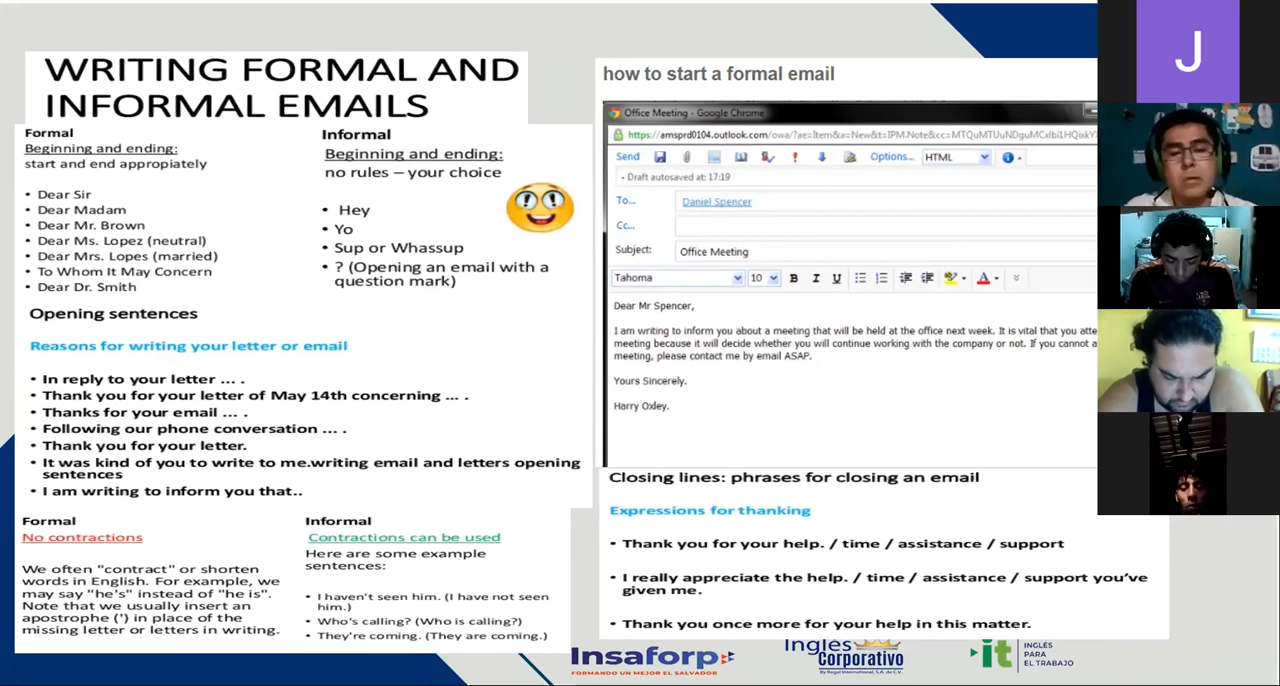 WRITING FORMAL AND
INFORMAL EMAILS
Formal
Beginning and ending:
start and end appropiately
• Dear Sir
• Dear Madam
• Dear Mr. Brown
• Dear Ms. Lopez (neutral)
• Dear Mrs. Lopes (married)
• To Whom It May Concern
• Dear Dr. Smith
Informal
Beginning and ending:
no rules – your choice
• Hey
• Yo
• Sup or Whassup
• ? (Opening an email with a
question mark)
Opening sentences
Reasons for writing your letter or email
• In reply to your letter ... .
• Thank you for your letter of May 14th concerning ... .
• Thanks for your email ... .
• Following our phone conversation ... .
• Thank you for your letter.
• It was kind of you to write to me.writing email and letters opening
sentences
• I am writing to inform you that..
Formal
No contractions
We often "contract" or shorten
words in English. For example, we
may say "he's" instead of "he is".
Note that we usually insert an
apostrophe (') in place of the
missing letter or letters in writing.
Informal
Contractions can be used
Here are some example
sentences:
• I haven't seen him. (I have not seen
him.)
• Who's calling? (Who is calling?)
• They're coming. (They are coming.)
how to start a formal email
Office Meeting - Google Chrome
https://amsprd0104.outlook.com/owa/?ae=Item&a=New&t=IPM.Note&cc=
Send
Options...
HTML
- Draft autosaved at: 17:19
To...
Daniel Spencer
Cc...
Subject:
Office Meeting
Tahoma
10
B
I
U
A
Dear Mr Spencer,
I am writing to inform you about a meeting that will be held at the office next week. It is vital that you
meeting because it will decide whether you will continue working with the company or not. If you cannot
meeting, please contact me by email ASAP.
Yours Sincerely.
Harry Oxley.
Closing lines: phrases for closing an email
Expressions for thanking
• Thank you for your help. / time / assistance / support
• I really appreciate the help. / time / assistance / support you've
given me.
• Thank you once more for your help in this matter.
Insaforp
FORMANDO UN MEJOR EL SALVADOR
Inglés
Corporativo
By Regal International, S.A. de C.V.
it
INGLÉS
PARA
EL TRABAJO
J